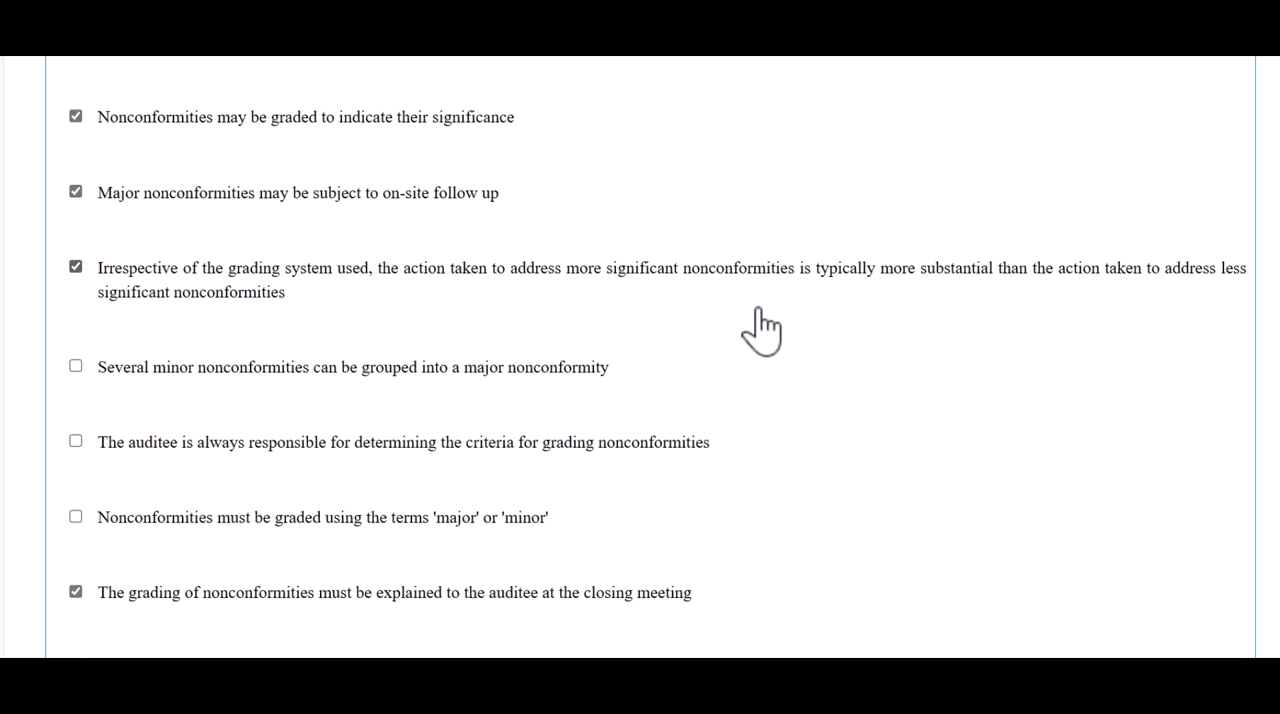 Nonconformities may be graded to indicate their significance
Major nonconformities may be subject to on-site follow up
Irrespective of the grading system used, the action taken to address more significant nonconformities is typically more substantial than the action taken to address less
significant nonconformities
Several minor nonconformities can be grouped into a major nonconformity
The auditee is always responsible for determining the criteria for grading nonconformities
Nonconformities must be graded using the terms 'major' or 'minor'
The grading of nonconformities must be explained to the auditee at the closing meeting